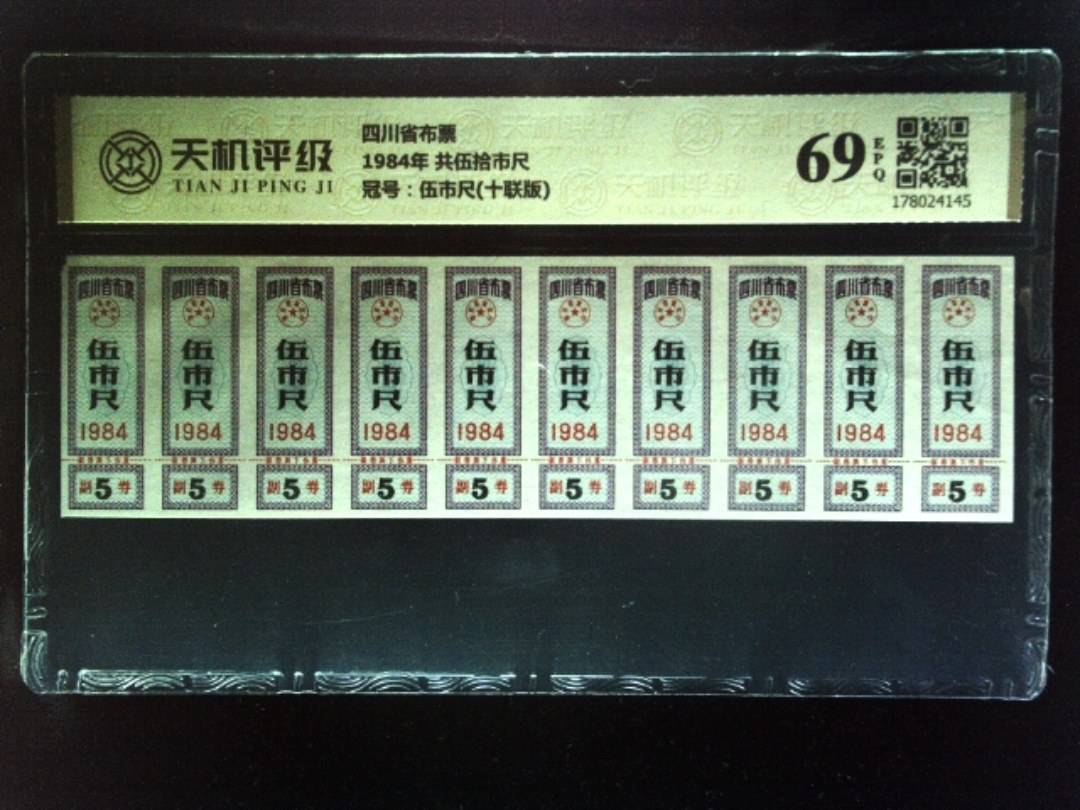 天机评级
TIAN JI PING JI
四川省布票
1984年 共伍拾市尺
冠号：伍市尺(十联版)
69
EPQ
178024145
四川省布票 四川省布票 四川省布票 四川省布票 四川省布票 四川省布票 四川省布票 四川省布票 四川省布票 四川省布票
伍市尺 伍市尺 伍市尺 伍市尺 伍市尺 伍市尺 伍市尺 伍市尺 伍市尺 伍市尺
1984 1984 1984 1984 1984 1984 1984 1984 1984 1984
副5券 副5券 副5券 副5券 副5券 副5券 副5券 副5券 副5券 副5券